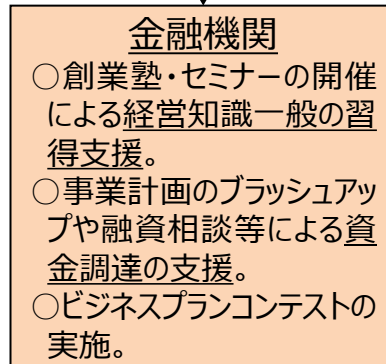 金融機関
○創業塾・セミナーの開催
による経営知識一般の習
得支援。
○事業計画のブラッシュアッ
プや融資相談等による資
金調達の支援。
○ビジネスプランコンテストの
実施。